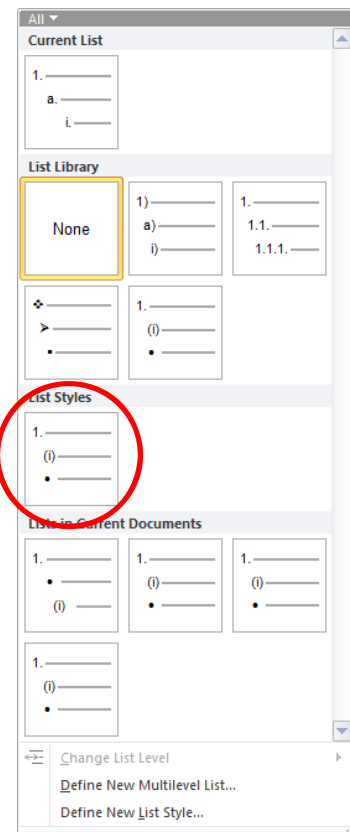 All
Current List
1.
a.
i.
List Library
None
1)
a)
i)
1.
1.1.
1.1.1.
1.
(i)
List Styles
1.
(i)
Lists in Current Documents
1.
(i)
1.
(i)
1.
(i)
1.
(i)
Change List Level
Define New Multilevel List...
Define New List Style...